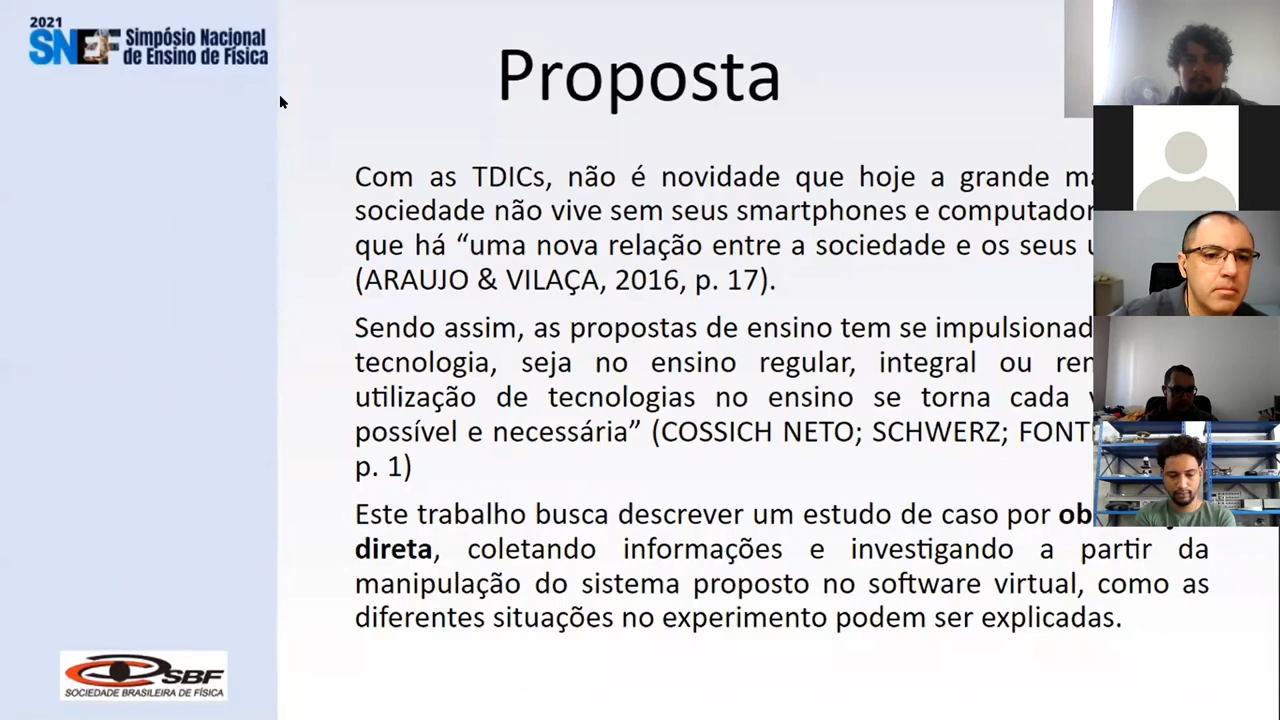 2021
SNEF Simpósio Nacional
de Ensino de Física
Proposta
Com as TDICs, não é novidade que hoje a grande
sociedade não vive sem seus smartphones e
que há “uma nova relação entre a sociedade e os seus
(ARAUJO & VILAÇA, 2016, p. 17).
Sendo assim, as propostas de ensino tem se
tecnologia, seja no ensino regular, integral ou
utilização de tecnologias no ensino se torna cada
possível e necessária” (COSSICH NETO; SCHWERZ;
p. 1)
Este trabalho busca descrever um estudo de caso por
direta, coletando informações e investigando a partir da
manipulação do sistema proposto no software virtual, como as
diferentes situações no experimento podem ser explicadas.
SBF
SOCIEDADE BRASILEIRA DE FÍSICA